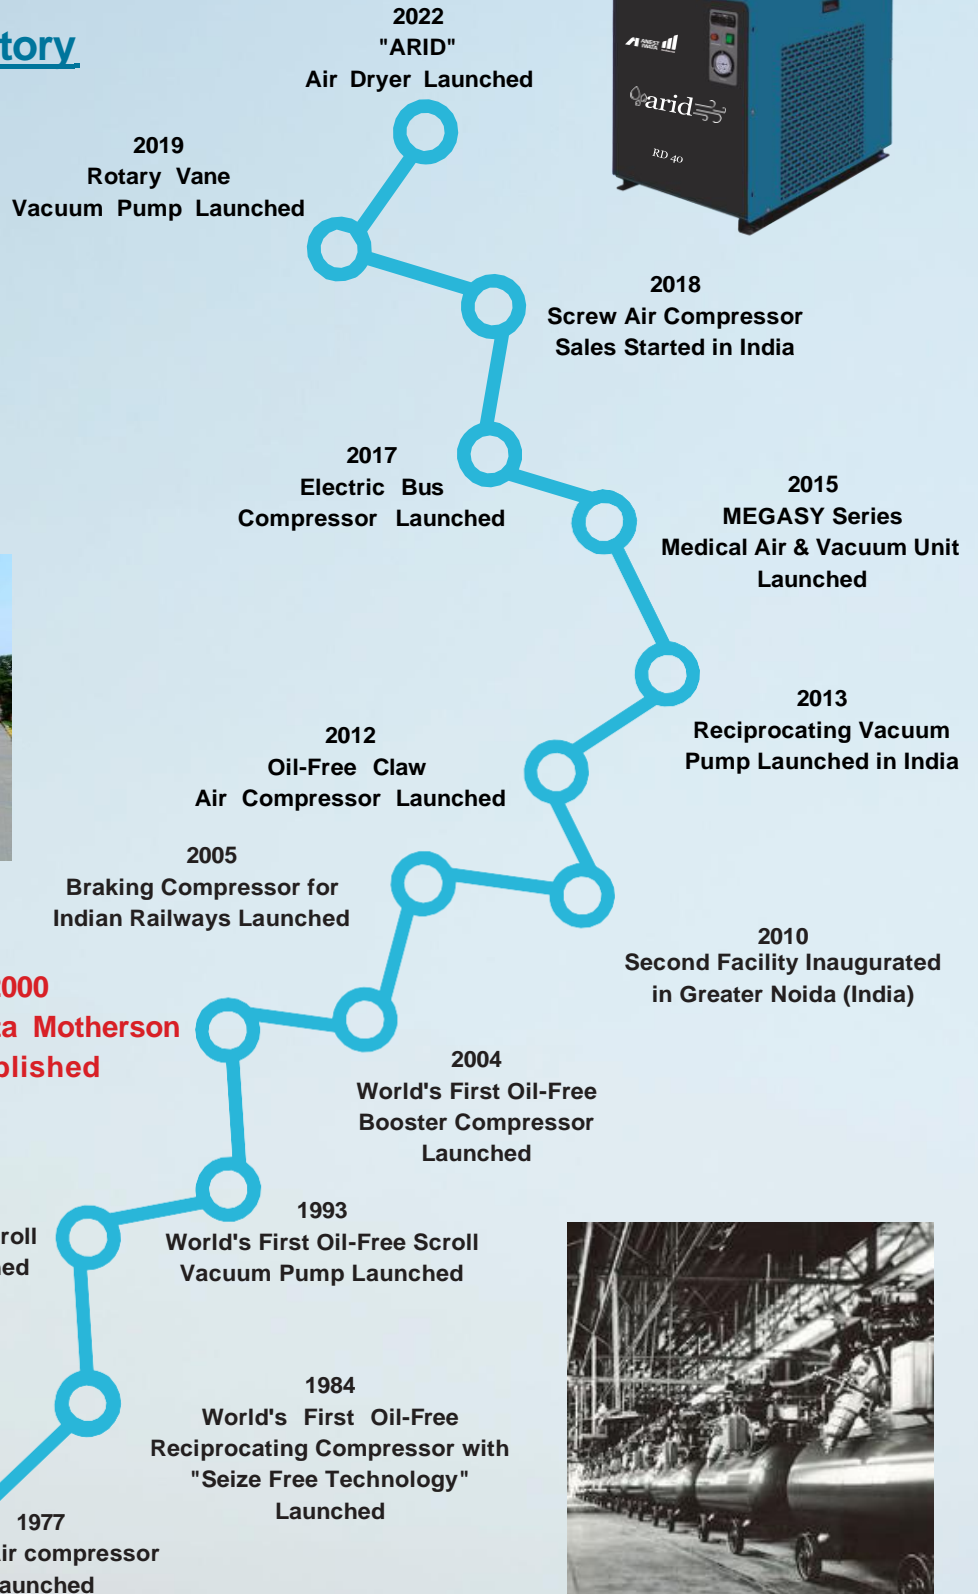 tory
2022
"ARID"
Air Dryer Launched
ANEST
IWATA
arid
RD 40
2019
Rotary Vane
Vacuum Pump Launched
2018
Screw Air Compressor
Sales Started in India
2017
Electric Bus
Compressor Launched
2015
MEGASY Series
Medical Air & Vacuum Unit
Launched
2013
Reciprocating Vacuum
Pump Launched in India
2012
Oil-Free Claw
Air Compressor Launched
2005
Braking Compressor for
Indian Railways Launched
2010
Second Facility Inaugurated
in Greater Noida (India)
2000
ta Motherson
blished
2004
World's First Oil-Free
Booster Compressor
Launched
1993
World's First Oil-Free Scroll
Vacuum Pump Launched
roll
ned
1984
World's First Oil-Free
Reciprocating Compressor with
"Seize Free Technology"
Launched
1977
ir compressor
aunched